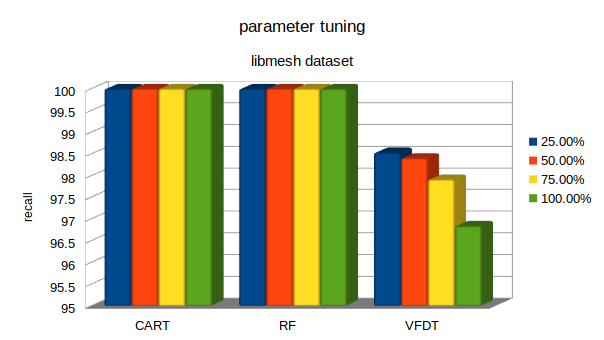 parameter tuning
libmesh dataset
100
99.5
99
98.5
98
97.5
97
96.5
96
95.5
95
recall
CART
RF
VFDT
25.00%
50.00%
75.00%
100.00%